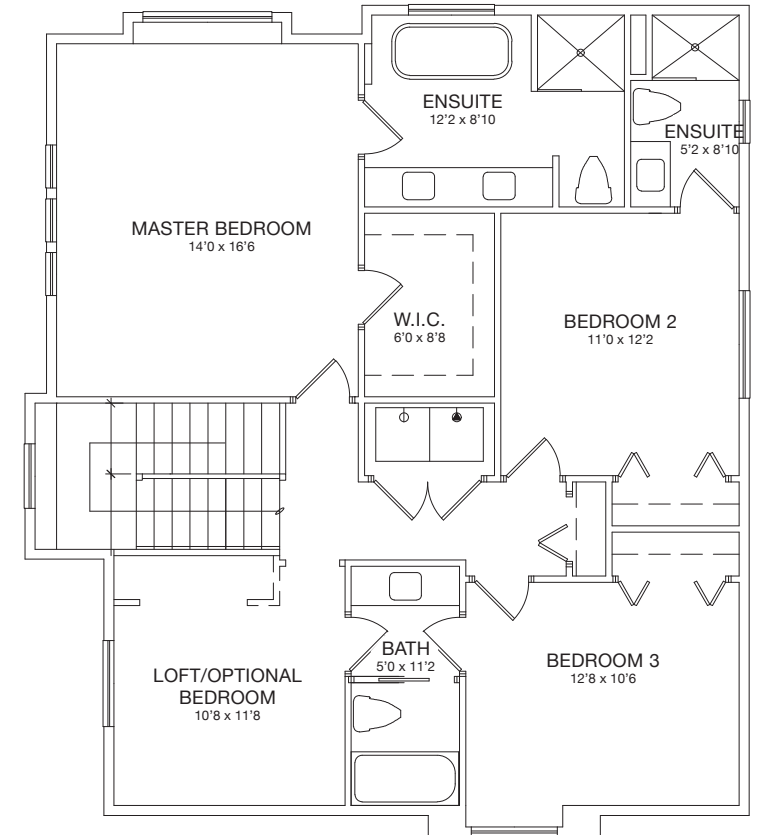 ENSUITE
12'2 x 8'10
ENSUITE
5'2 x 8'10
MASTER BEDROOM
14'0 x 16'6
W.I.C.
6'0 x 8'8
BEDROOM 2
11'0 x 12'2
BATH
5'0 x 11'2
BEDROOM 3
12'8 x 10'6
LOFT/OPTIONAL
BEDROOM
10'8 x 11'8